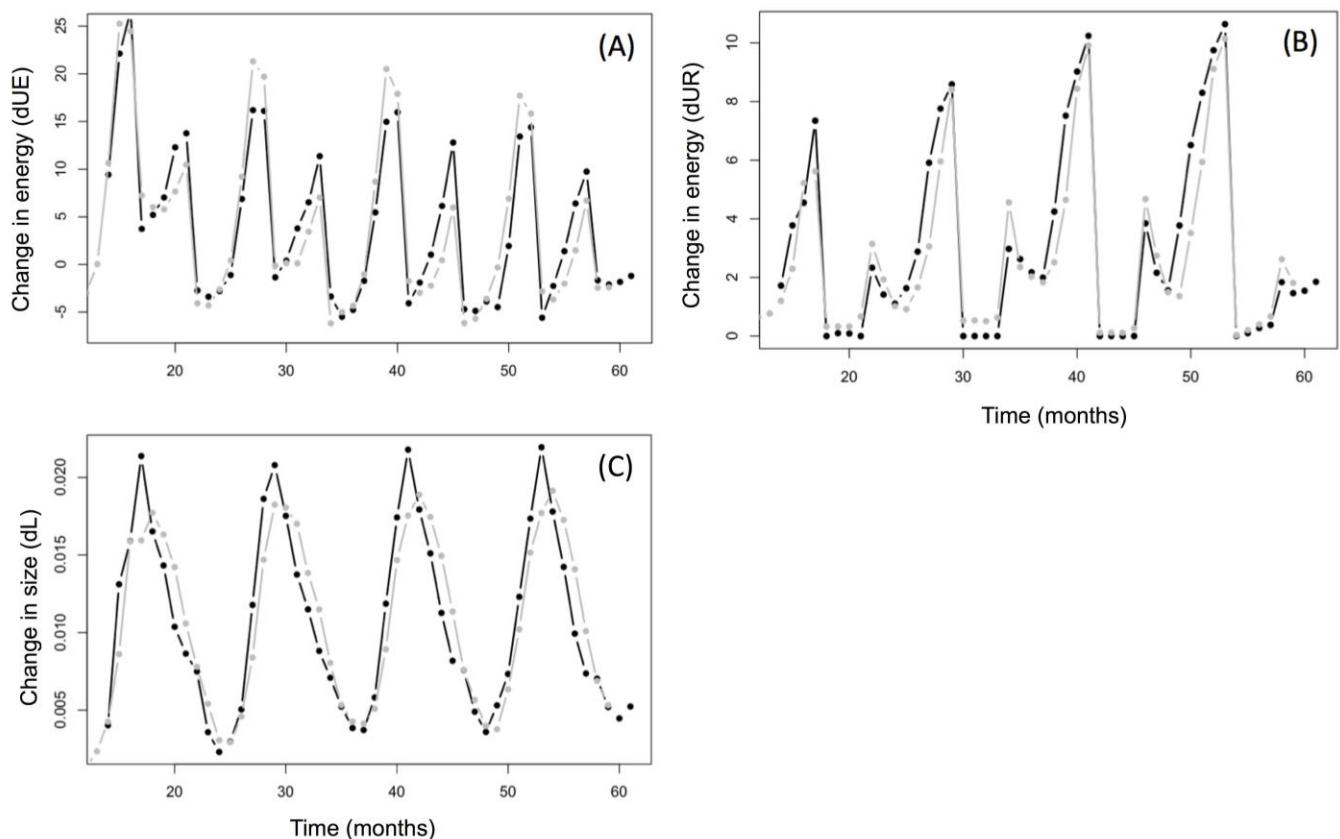 (A)
Change in energy (dUE)
25
20
15
10
5
0
-5
20 30 40 50 60
(B)
Change in energy (dUR)
10
8
6
4
2
0
20 30 40 50 60
Time (months)
(C)
Change in size (dL)
0.020
0.015
0.010
0.005
20 30 40 50 60
Time (months)